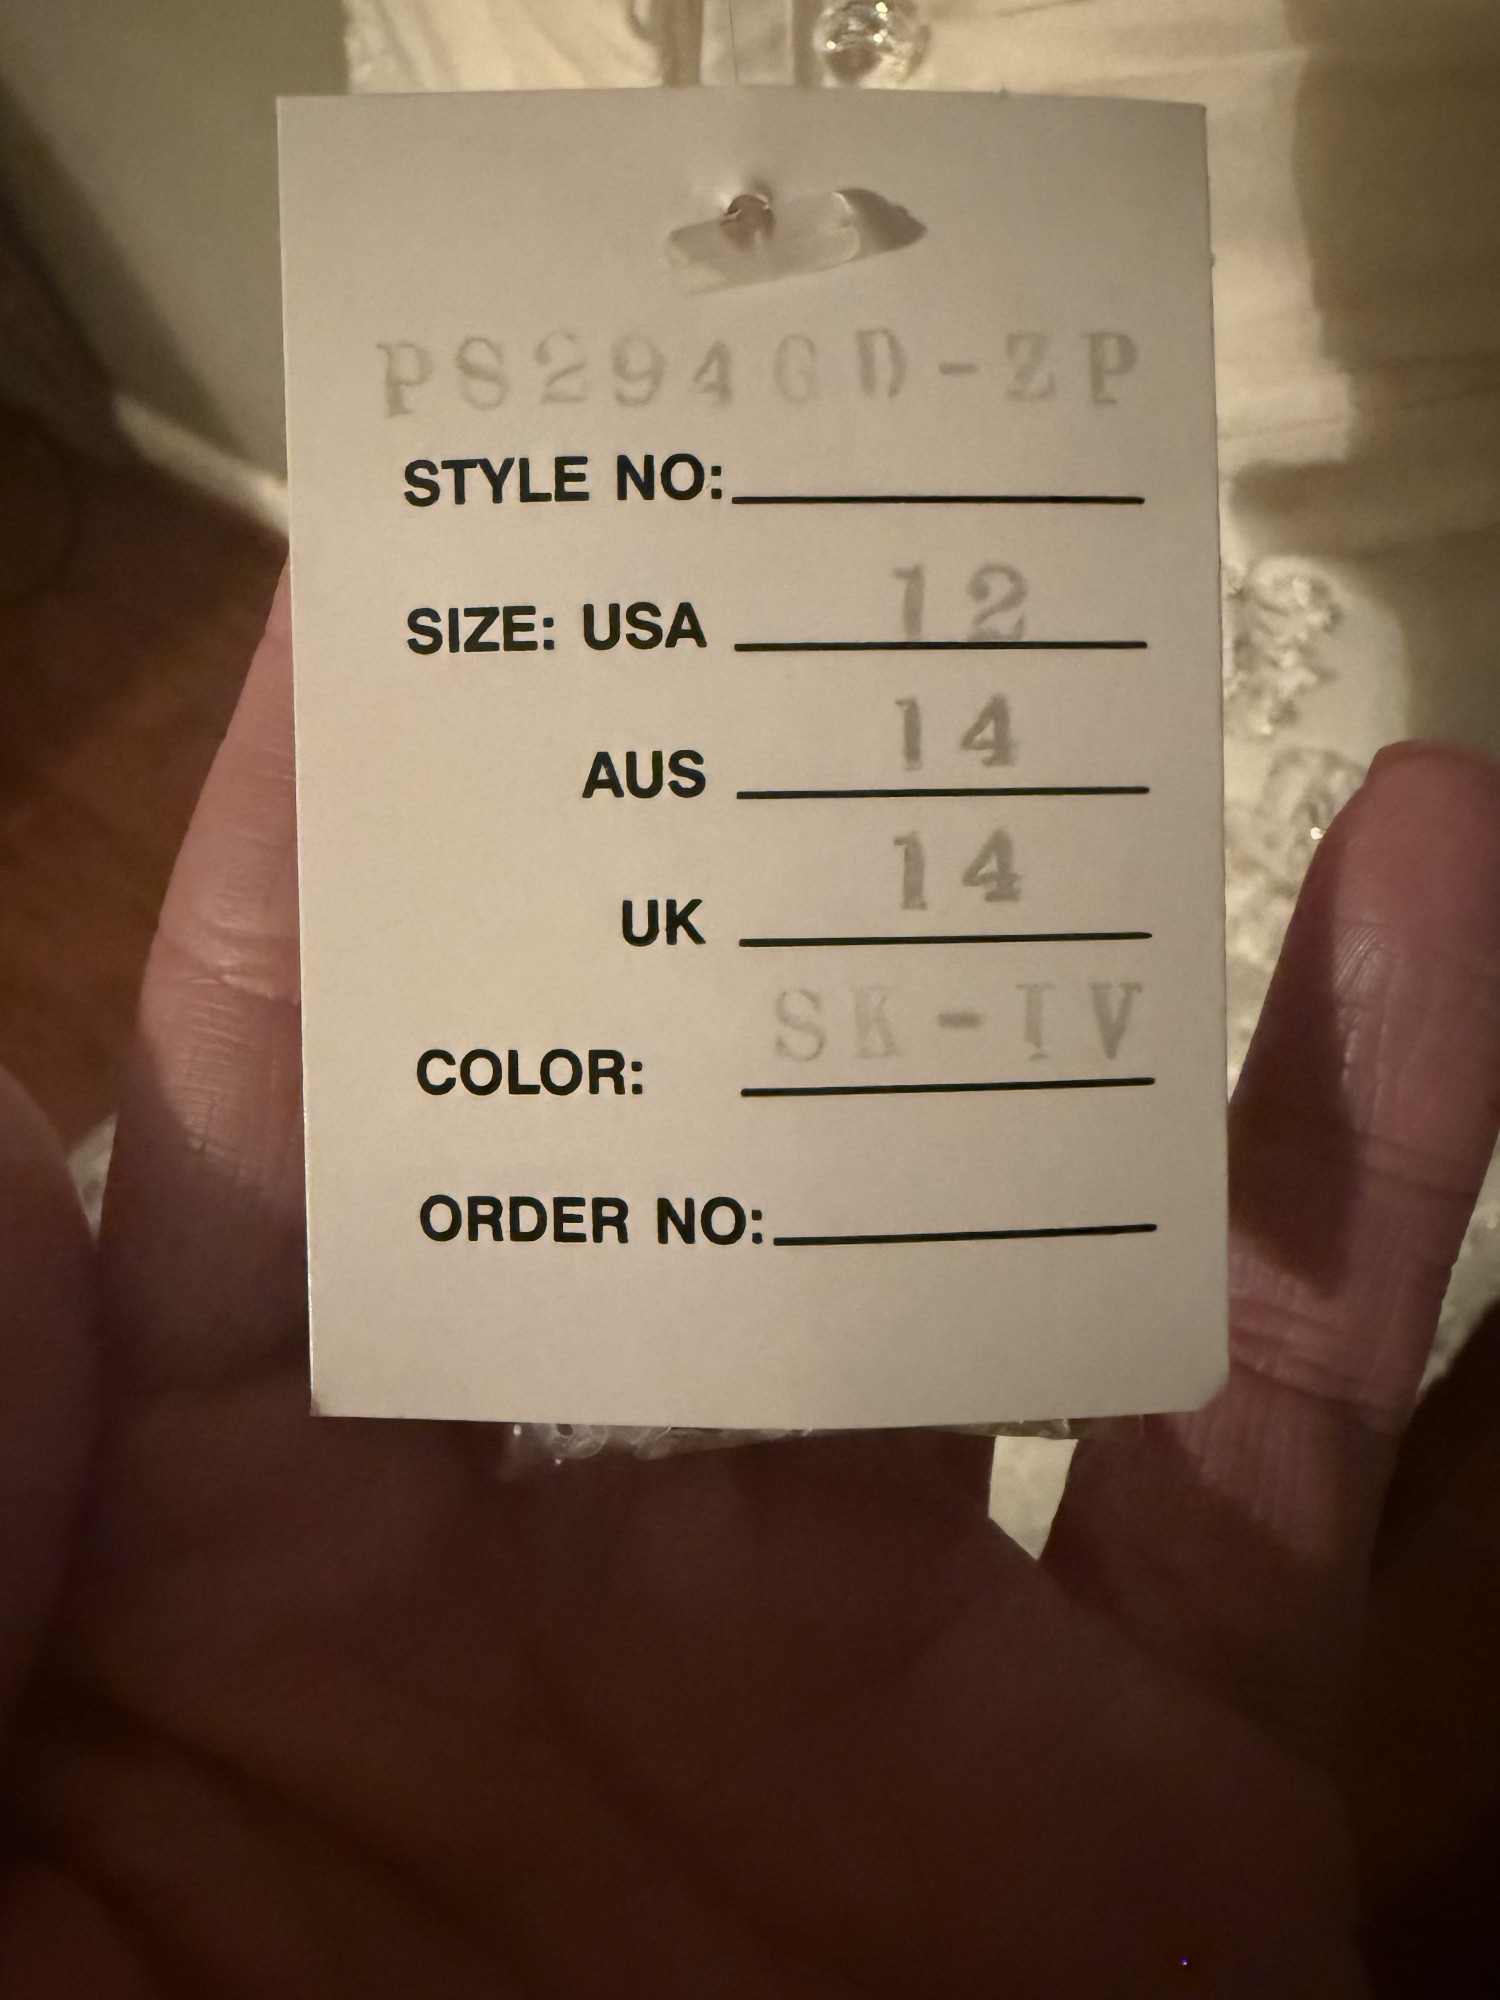 PS294GD-ZP
STYLE NO:
SIZE: USA 12
AUS 14
UK 14
COLOR: SK-IV
ORDER NO: